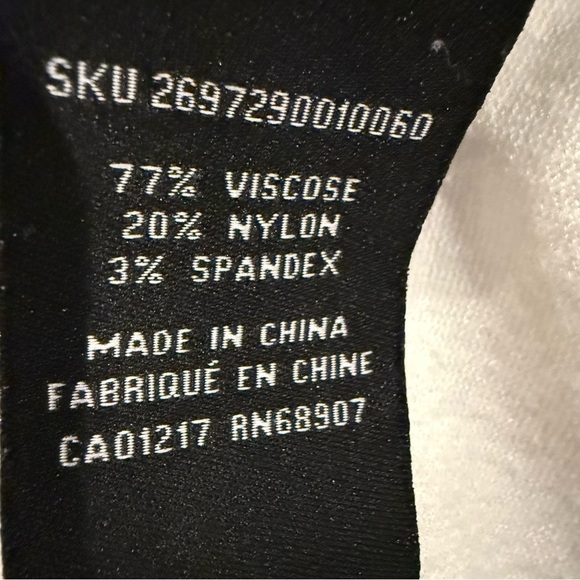 SKU 2697290010060
77% VISCOSE
20% NYLON
3% SPANDEX
MADE IN CHINA
FABRIQUÉ EN CHINE
CA01217 RN68907